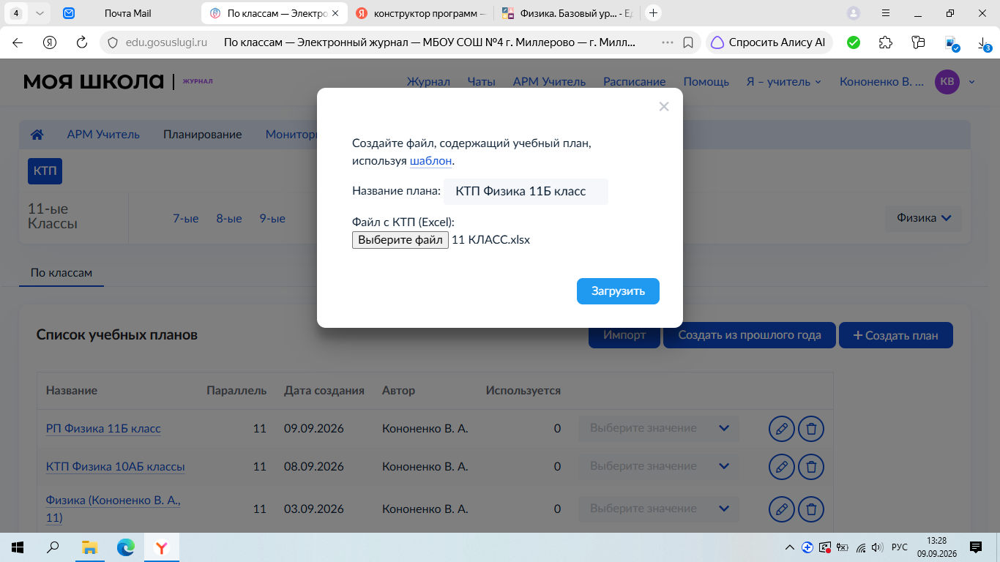 4
Почта Mail
По классам — Электро
конструктор программ —
Физика. Базовый ур... - Ед
edu.gosuslugi.ru
По классам — Электронный журнал — МБОУ СОШ №4 г. Миллерово — г. Милл...
Спросить Алису AI
3
МОЯ ШКОЛА
ЖУРНАЛ
Журнал
Чаты
АРМ Учитель
Расписание
Помощь
Я – учитель
Кононенко В. ...
КВ
АРМ Учитель
Планирование
Монитор
КТП
11-ые
Классы
7-ые
8-ые
9-ые
Физика
По классам
Создайте файл, содержащий учебный план,
используя шаблон.
Название плана: КТП Физика 11Б класс
Файл с КТП (Excel):
Выберите файл 11 КЛАСС.xlsx
Загрузить
Список учебных планов
Импорт
Создать из прошлого года
+ Создать план
Название Параллель Дата создания Автор Используется
РП Физика 11Б класс 11 09.09.2026 Кононенко В. А. 0 Выберите значение
КТП Физика 10АБ классы 11 08.09.2026 Кононенко В. А. 0 Выберите значение
Физика (Кононенко В. А.,
11) 11 03.09.2026 Кононенко В. А. 0 Выберите значение
РУС
13:28
09.09.2026